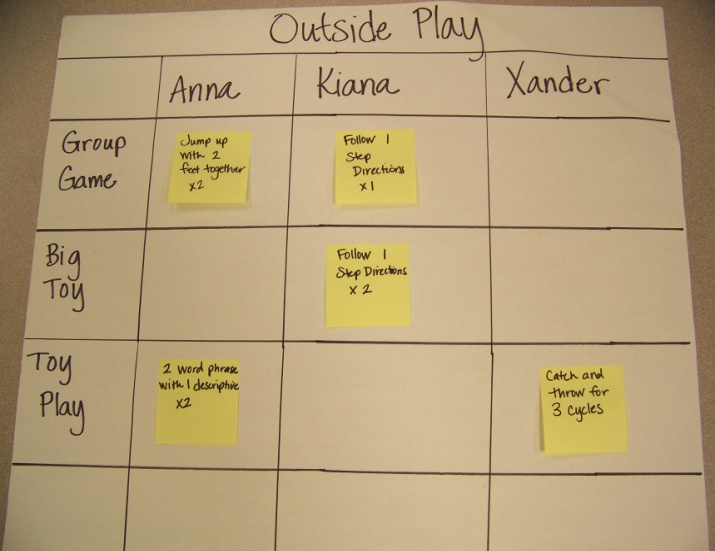 Outside Play
Anna
Kiana
Xander
Group
Game
Jump up
with 2
feet together
x2
Follow 1
Step
Directions
x1
Big
Toy
Follow 1
Step Directions
x 2
Toy
Play
2 word phrase
with 1 descriptive
x2
Catch and
throw for
3 cycles